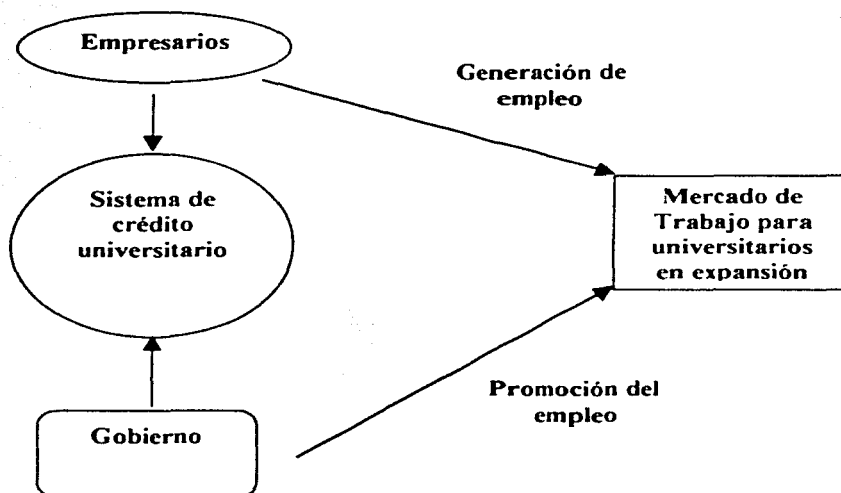 Empresarios
Generación de
empleo
Sistema de
crédito
universitario
Mercado de
Trabajo para
universitarios
en expansión
Promoción del
empleo
Gobierno